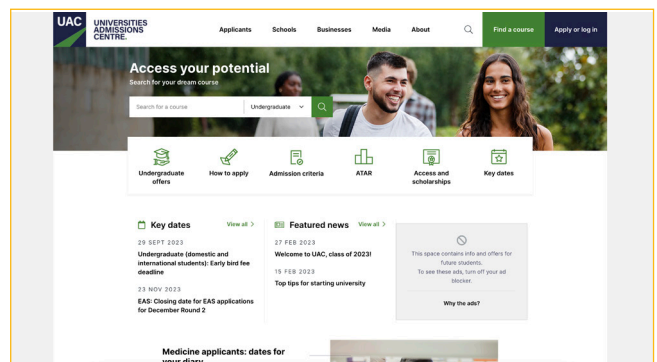 UAC
UNIVERSITIES
ADMISSIONS
CENTRE.
Applicants
Schools
Businesses
Media
About
Find a course
Apply or log in
Access your potential
Search for your dream course
Search for a course
Undergraduate
Undergraduate
offers
How to apply
Admission criteria
ATAR
Access and
scholarships
Key dates
Key dates
View all >
29 SEPT 2023
Undergraduate (domestic and
international students): Early bird fee
deadline
23 NOV 2023
EAS: Closing date for EAS applications
for December Round 2
Featured news
View all >
27 FEB 2023
Welcome to UAC, class of 2023!
15 FEB 2023
Top tips for starting university
This space contains info and offers for
future students.
To see these ads, turn off your ad
blocker.
Why the ads?
Medicine applicants: dates for
your diary